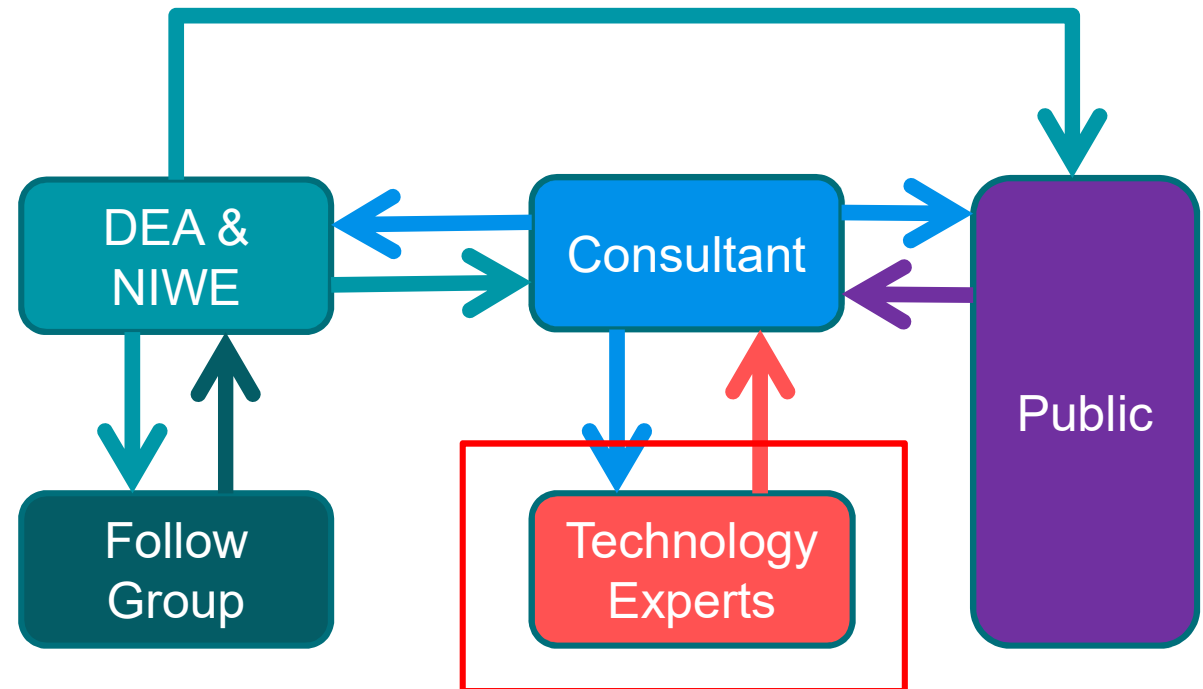 DEA &
NIWE
Consultant
Public
Follow
Group
Technology
Experts